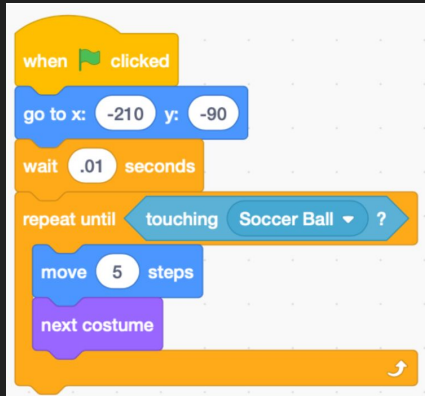 when clicked
go to x: -210 y: -90
wait .01 seconds
repeat until touching Soccer Ball ?
move 5 steps
next costume